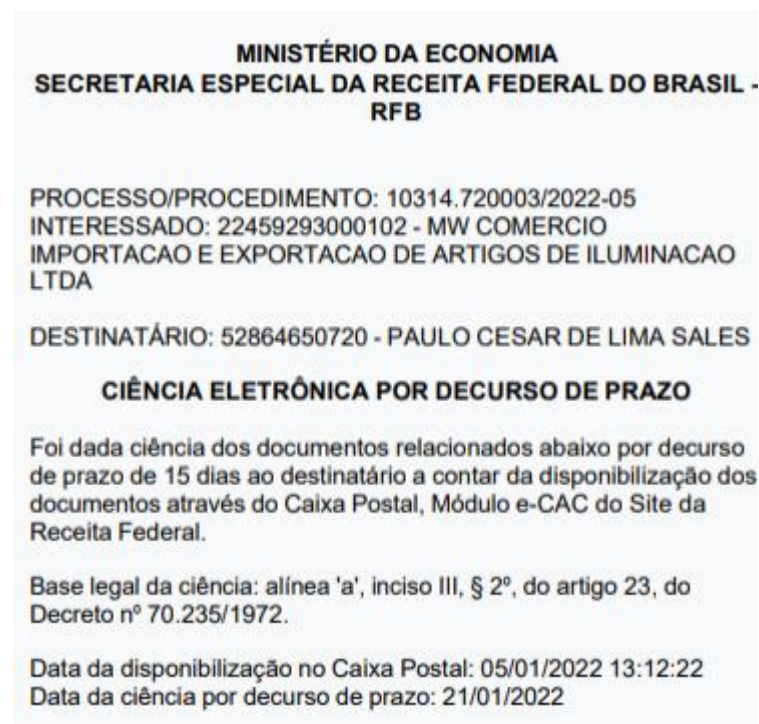 MINISTÉRIO DA ECONOMIA
SECRETARIA ESPECIAL DA RECEITA FEDERAL DO BRASIL -
RFB
PROCESSO/PROCEDIMENTO: 10314.720003/2022-05
INTERESSADO: 22459293000102 - MW COMERCIO
IMPORTACAO E EXPORTACAO DE ARTIGOS DE ILUMINACAO
LTDA
DESTINATÁRIO: 52864650720 - PAULO CESAR DE LIMA SALES
CIÊNCIA ELETRÔNICA POR DECURSO DE PRAZO
Foi dada ciência dos documentos relacionados abaixo por decurso
de prazo de 15 dias ao destinatário a contar da disponibilização dos
documentos através do Caixa Postal, Módulo e-CAC do Site da
Receita Federal.
Base legal da ciência: alínea 'a', inciso III, § 2º, do artigo 23, do
Decreto nº 70.235/1972.
Data da disponibilização no Caixa Postal: 05/01/2022 13:12:22
Data da ciência por decurso de prazo: 21/01/2022